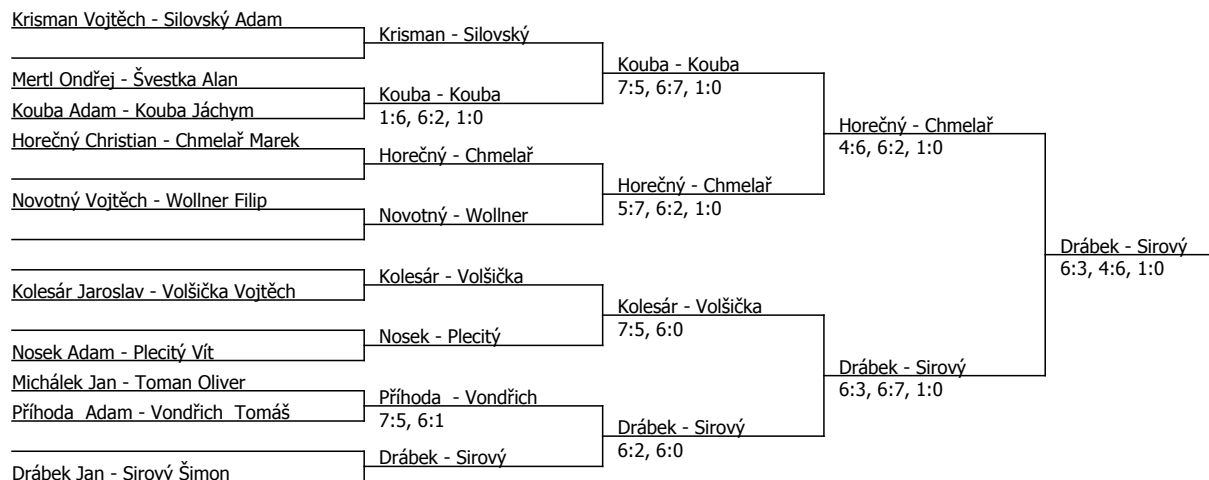 Krisman Vojtěch - Silovský Adam
Mertl Ondřej - Švestka Alan
Kouba Adam - Kouba Jáchym
Horečný Christian - Chmelař Marek
Novotný Vojtěch - Wollner Filip
Kolesár Jaroslav - Volšička Vojtěch
Nosek Adam - Plecitý Vít
Michálek Jan - Toman Oliver
Příhoda Adam - Vondřich Tomáš
Drábek Jan - Sirový Šimon
Krisman - Silovský
Kouba - Kouba
1:6, 6:2, 1:0
Horečný - Chmelař
Novotný - Wollner
Kolesár - Volšička
Nosek - Plecitý
Příhoda - Vondřich
7:5, 6:1
Drábek - Sirový
Kouba - Kouba
7:5, 6:7, 1:0
Horečný - Chmelař
5:7, 6:2, 1:0
Kolesár - Volšička
7:5, 6:0
Drábek - Sirový
6:2, 6:0
Horečný - Chmelař
4:6, 6:2, 1:0
Drábek - Sirový
6:3, 6:7, 1:0
Drábek - Sirový
6:3, 4:6, 1:0